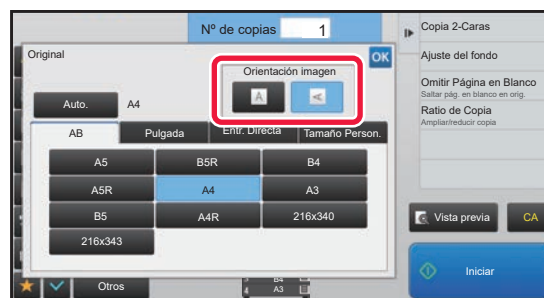 Nº de copias 1
Original
OK
Orientación imagen
A A
Auto. A4
AB Pulgada Entr. Directa Tamaño Person.
A5 B5R B4
A5R A4 A3
B5 A4R 216x340
216x343
Otros
B4
4 A3
Copia 2-Caras
Ajuste del fondo
Omitir Página en Blanco
Saltar pág. en blanco en orig.
Ratio de Copia
Ampliar/reducir copia
Vista previa CA
Iniciar